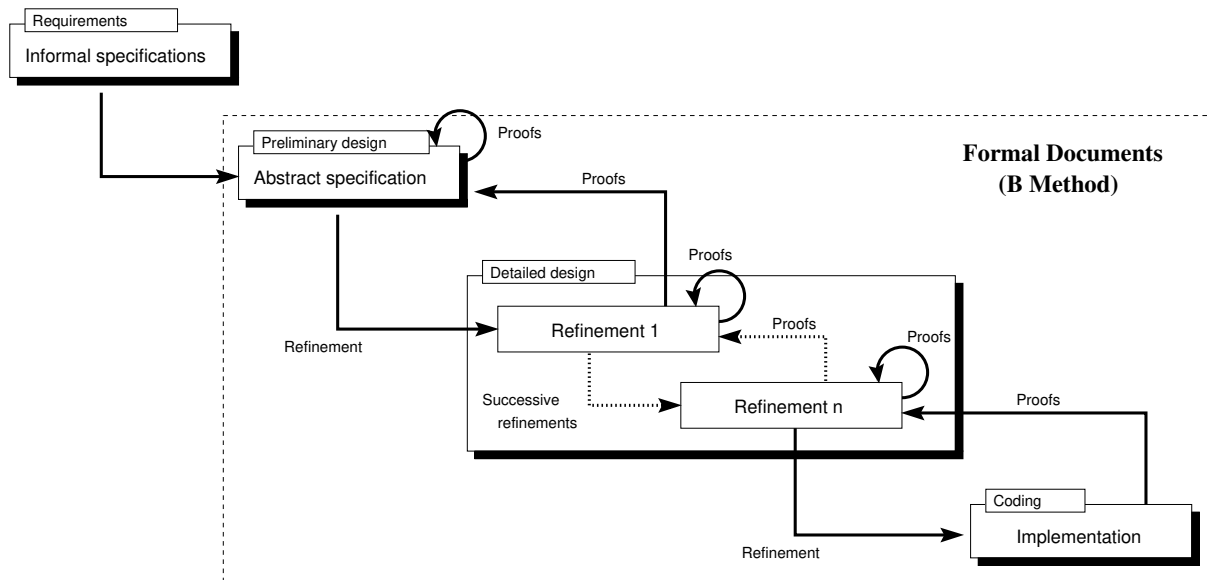 Requirements
Informal specifications
Proofs
Preliminary design
Abstract specification
Formal Documents
(B Method)
Proofs
Proofs
Detailed design
Refinement 1
Proofs
Refinement
Proofs
Successive
refinements
Refinement n
Proofs
Coding
Implementation
Refinement